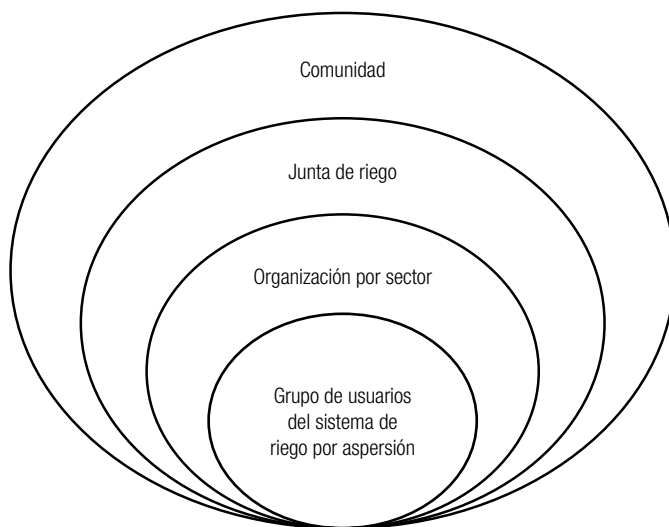 Comunidad
Junta de riego
Organización por sector
Grupo de usuarios
del sistema de
riego por aspersión